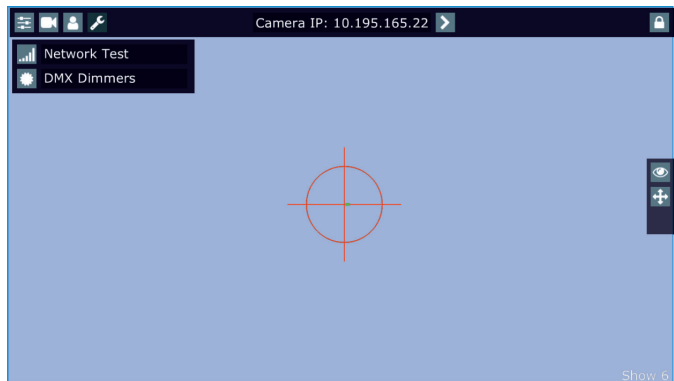 Camera IP: 10.195.165.22
Network Test
DMX Dimmers
Show 6